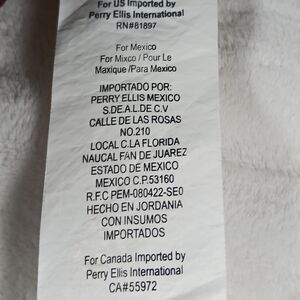 For US Imported by
Perry Ellis International
RN#81897
For Mexico
For Mixco / Pour Le
Maxique /Para Mexico
IMPORTADO POR:
PERRY ELLIS MEXICO
S.DE.A.L.DE C.V
CALLE DE LAS ROSAS
NO.210
LOCAL C.LA FLORIDA
NAUCAL FAN DE JUAREZ
ESTADO DE MEXICO
MEXICO C.P.53160
R.F.C PEM-080422-SE0
HECHO EN JORDANIA
CON INSUMOS
IMPORTADOS
For Canada Imported by
Perry Ellis International
CA#55972